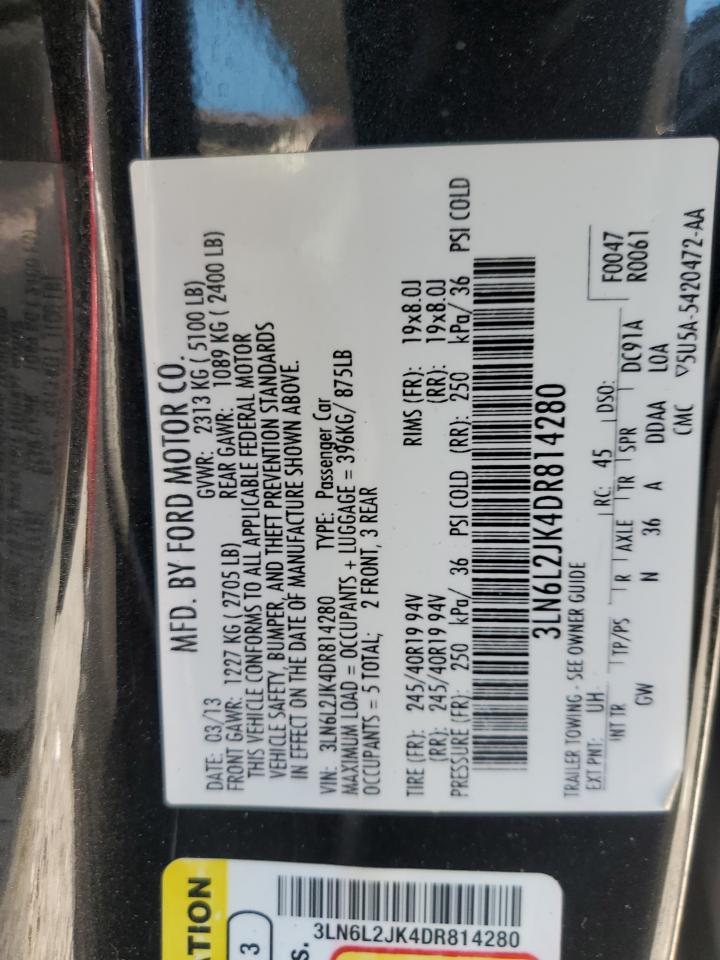 MFD. BY FORD MOTOR CO.
DATE: 03/13 GVWR: 2313 KG ( 5100 LB)
FRONT GAWR: 1227 KG ( 2705 LB) REAR GAWR: 1089 KG ( 2400 LB)
THIS VEHICLE CONFORMS TO ALL APPLICABLE FEDERAL MOTOR
VEHICLE SAFETY, BUMPER, AND THEFT PREVENTION STANDARDS
IN EFFECT ON THE DATE OF MANUFACTURE SHOWN ABOVE.
VIN: 3LN6L2JK4DR814280 TYPE: Passenger Car
MAXIMUM LOAD = OCCUPANTS + LUGGAGE = 396KG/ 875LB
OCCUPANTS = 5 TOTAL; 2 FRONT, 3 REAR
TIRE (FR): 245/40R19 94V RIMS (FR): 19x8.0J
(RR): 245/40R19 94V (RR): 19x8.0J
PRESSURE (FR): 250 kPa/ 36 PSI COLD (RR): 250 kPa/ 36 PSI COLD
3LN6L2JK4DR814280
TRAILER TOWING - SEE OWNER GUIDE
EXT PNT: UH RC: 45 DSO: F0047
R0061
INT TR TP/PS R AXLE TR SPR DC91A
GW N 36 A DDAA LOA
CMC 5U5A-5420472-AA
ATION
3
S.
3LN6L2JK4DR814280